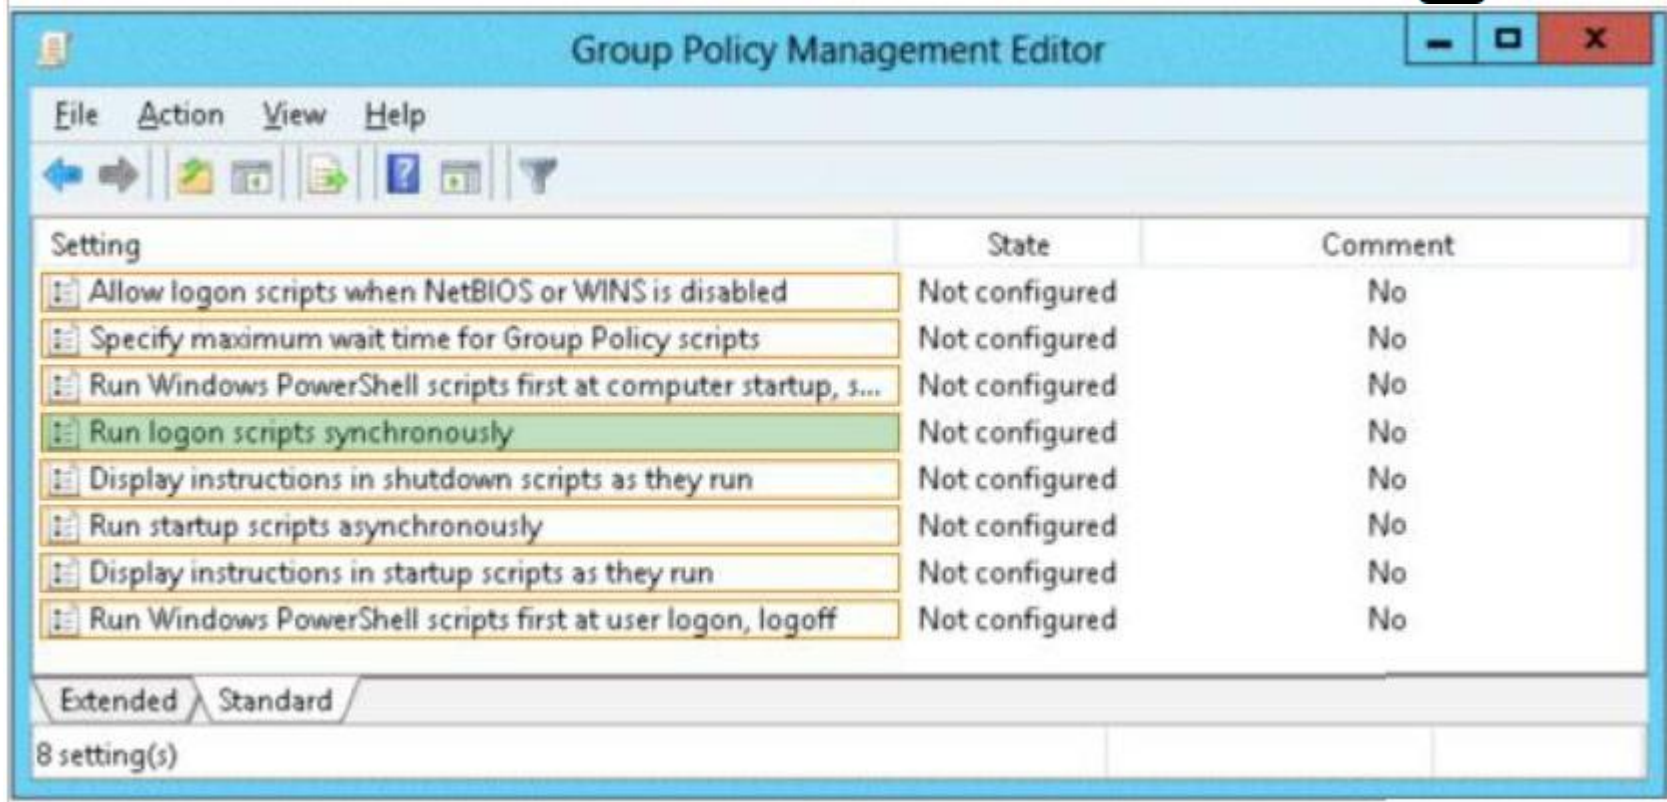 Group Policy Management Editor
File Action View Help
Setting State Comment
Allow logon scripts when NetBIOS or WINS is disabled Not configured No
Specify maximum wait time for Group Policy scripts Not configured No
Run Windows PowerShell scripts first at computer startup, s... Not configured No
Run logon scripts synchronously Not configured No
Display instructions in shutdown scripts as they run Not configured No
Run startup scripts asynchronously Not configured No
Display instructions in startup scripts as they run Not configured No
Run Windows PowerShell scripts first at user logon, logoff Not configured No
Extended Standard
8 setting(s)